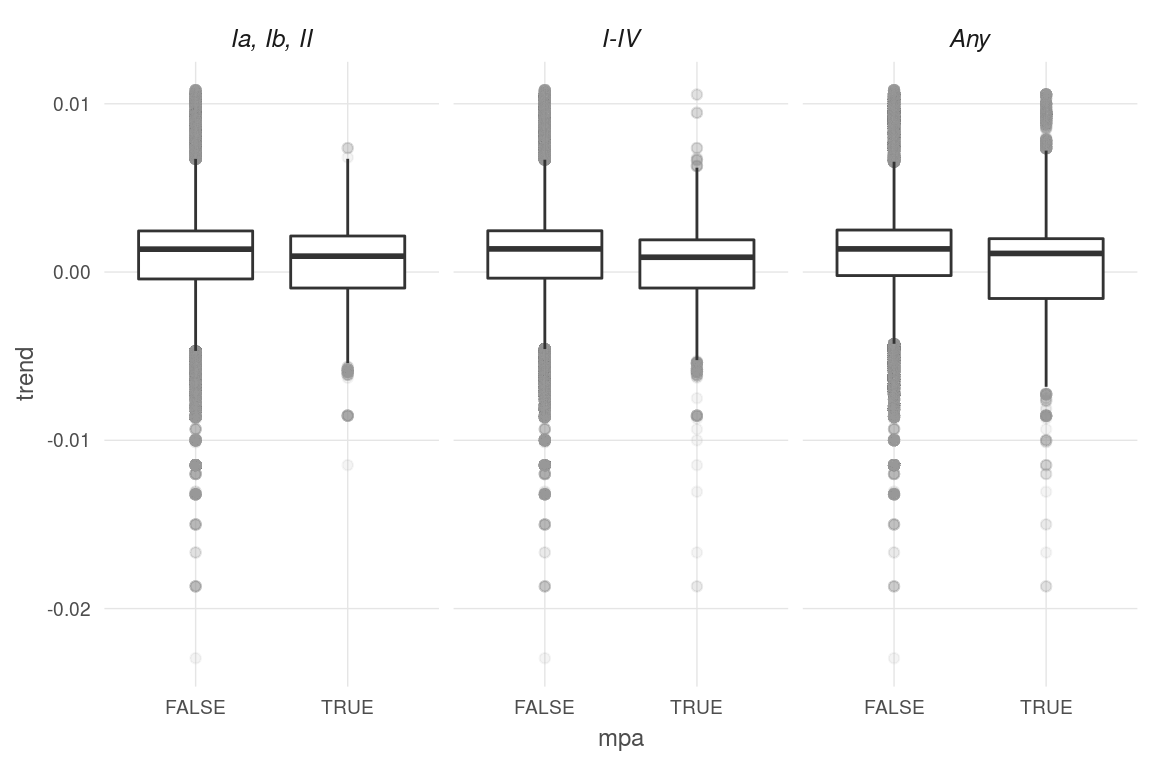 Ia, Ib, II
I-IV
Any
0.01
0.00
-0.01
-0.02
trend
FALSE TRUE
FALSE TRUE
FALSE TRUE
mpa